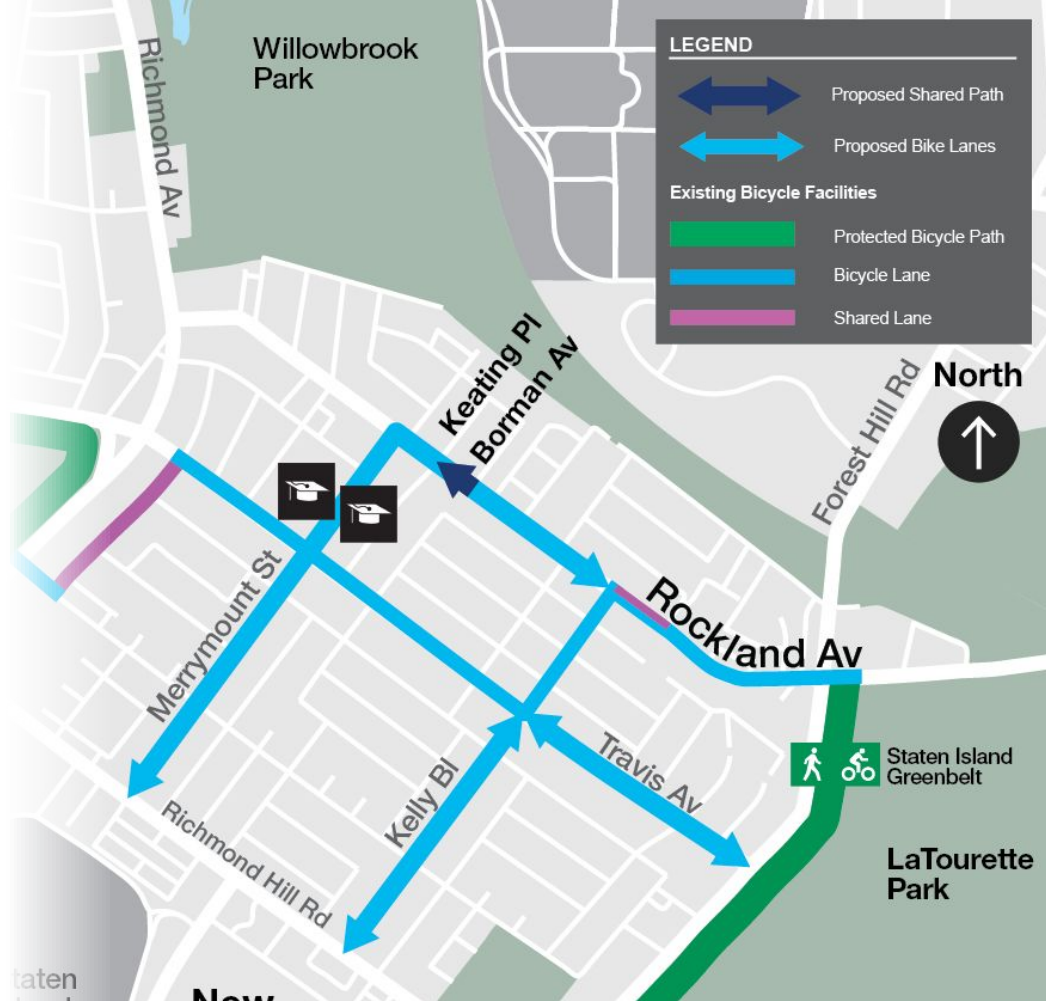 Willowbrook
Park
Richmond Av
LEGEND
Proposed Shared Path
Proposed Bike Lanes
Existing Bicycle Facilities
Protected Bicycle Path
Bicycle Lane
Shared Lane
North
Keating Pl
Borman Av
Forest Hill Rd
Rockland Av
Merrymount St
Travis Av
Kelly Bl
Staten Island
Greenbelt
Richmond Hill Rd
LaTourette
Park
taten
New